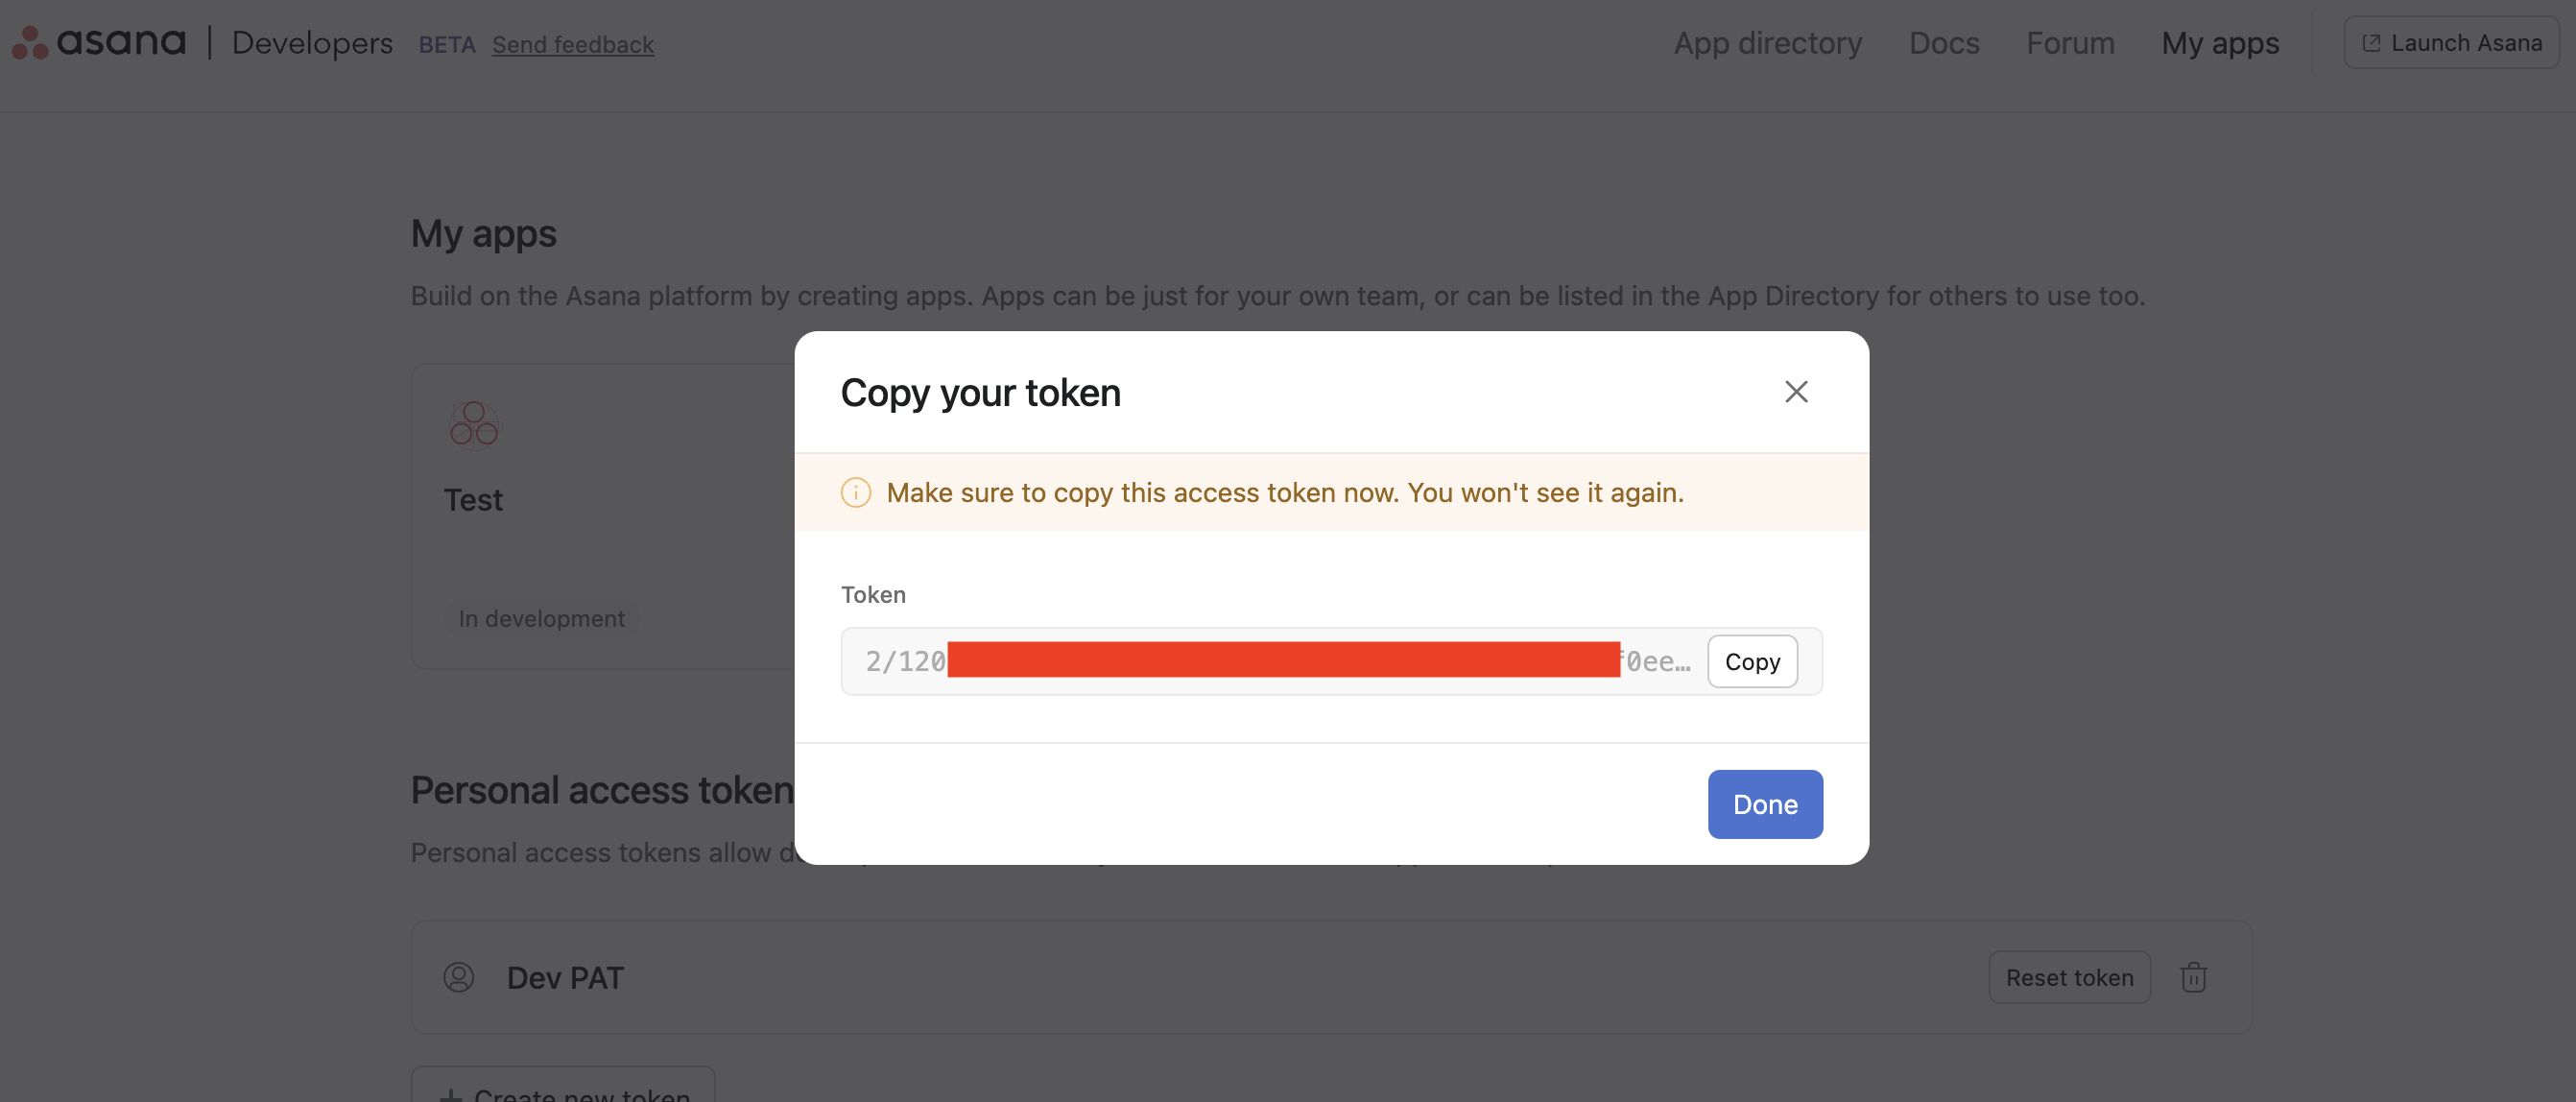 asana | Developers BETA Send feedback App directory Docs Forum My apps Launch Asana
My apps
Build on the Asana platform by creating apps. Apps can be just for your own team, or can be listed in the App Directory for others to use too.
Copy your token
Make sure to copy this access token now. You won't see it again.
Test
In development
Token
2/120 0ee… Copy
Done
Personal access token
Personal access tokens allow
Dev PAT Reset token
Create new token